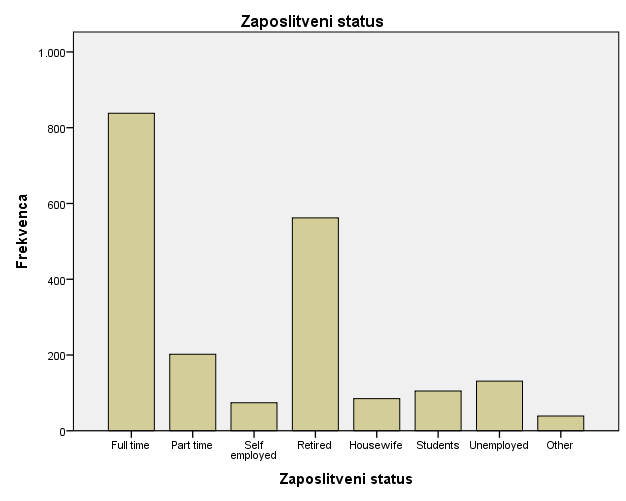 Zaposlitveni status
1.000
800
600
400
200
0
Frekvenca
Full time
Part time
Self
employed
Retired
Housewife
Students
Unemployed
Other
Zaposlitveni status